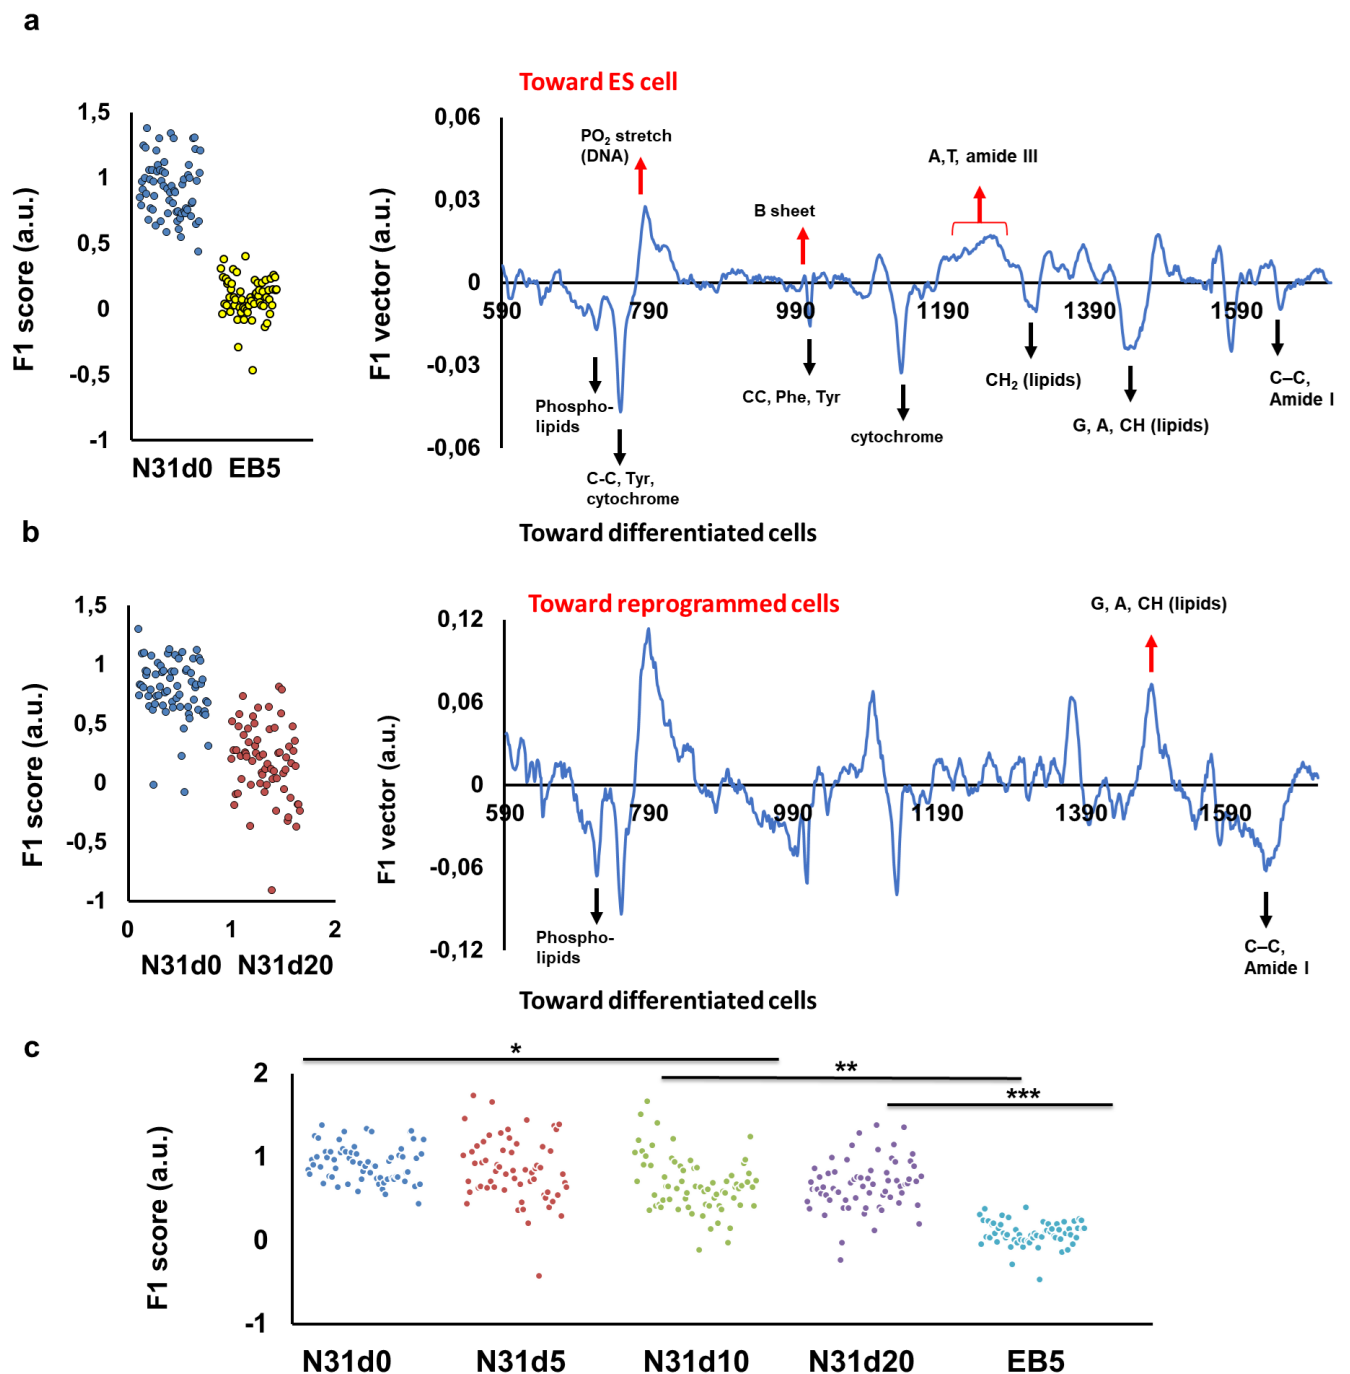 a
Toward ES cell
1,5
1
0,5
0
-0,5
-1
F1 score (a.u.)
N31d0 EB5
0,06
0,03
0
-0,03
-0,06
F1 vector (a.u.)
590 790 990 1190 1390 1590
PO2 stretch
(DNA)
B sheet
A,T, amide III
Phospho-
lipids
C-C, Tyr,
cytochrome
CC, Phe, Tyr
cytochrome
CH2 (lipids)
G, A, CH (lipids)
C–C,
Amide I
Toward differentiated cells
b
Toward reprogrammed cells
1,5
1
0,5
0
-0,5
-1
F1 score (a.u.)
0 1 2
N31d0 N31d20
0,12
0,06
0
-0,06
-0,12
F1 vector (a.u.)
590 790 990 1190 1390 1590
G, A, CH (lipids)
Phospho-
lipids
C–C,
Amide I
Toward differentiated cells
c
*
**
***
2
1
0
-1
F1 score (a.u.)
N31d0 N31d5 N31d10 N31d20 EB5